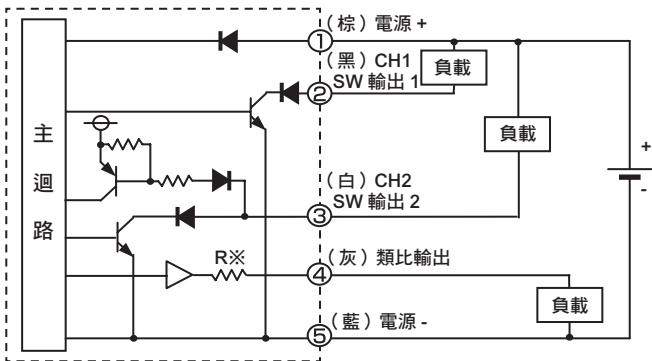 主迴路
① (棕) 電源 +
(黑) CH1
② SW 輸出 1
負載
負載
(白) CH2
③ SW 輸出 2
+
-
R※
④ (灰) 類比輸出
負載
⑤ (藍) 電源 -